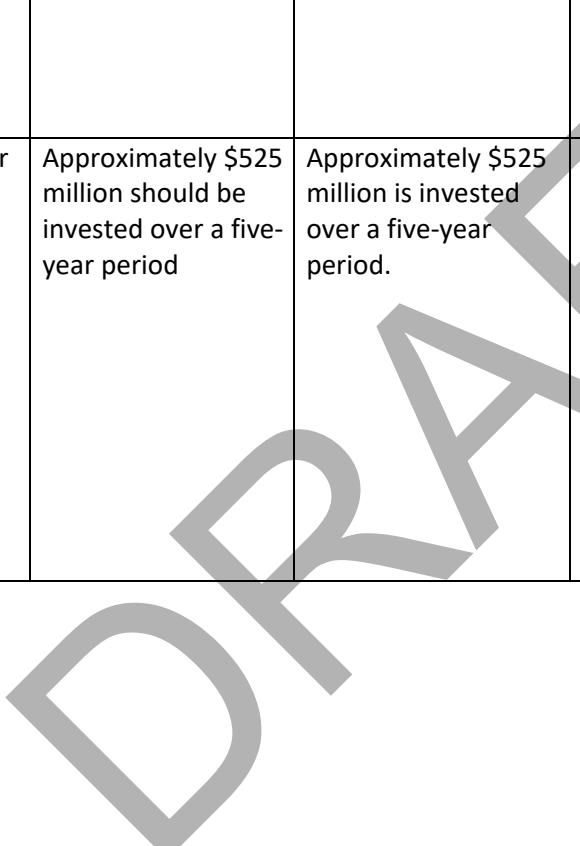 r
Approximately $525
million should be
invested over a five-
year period
Approximately $525
million is invested
over a five-year
period.
DRA